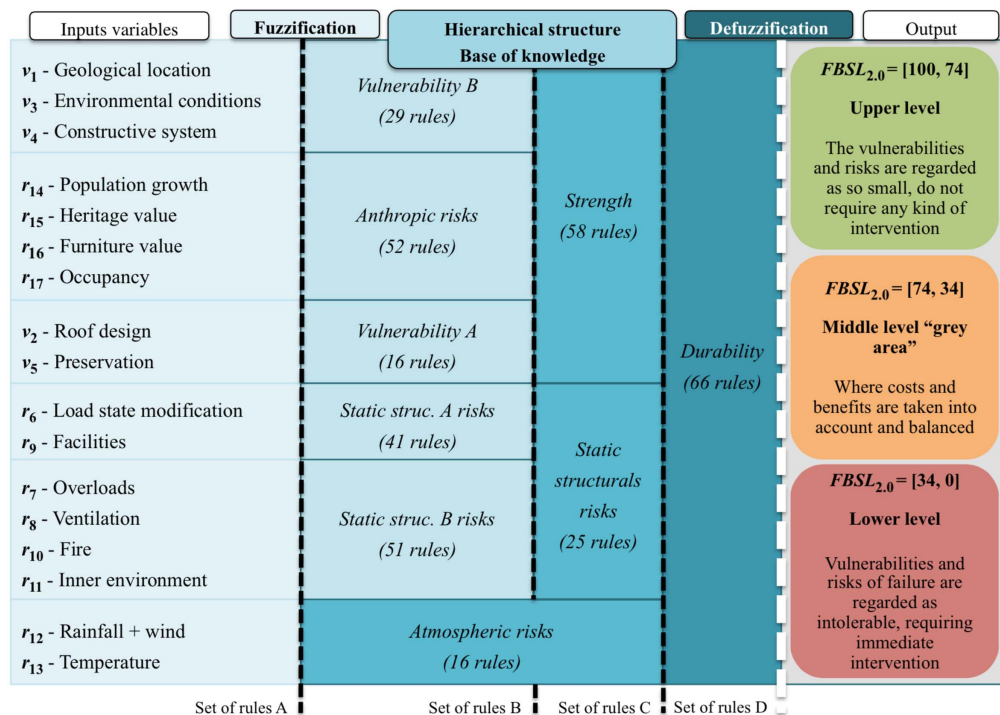 Inputs variables
Fuzzification
Hierarchical structure
Base of knowledge
Defuzzification
Output
v1 - Geological location
v3 - Environmental conditions
v4 - Constructive system
Vulnerability B
(29 rules)
r14 - Population growth
r15 - Heritage value
r16 - Furniture value
r17 - Occupancy
Anthropic risks
(52 rules)
v2 - Roof design
v5 - Preservation
Vulnerability A
(16 rules)
r6 - Load state modification
r9 - Facilities
Static struc. A risks
(41 rules)
r7 - Overloads
r8 - Ventilation
r10 - Fire
r11 - Inner environment
Static struc. B risks
(51 rules)
r12 - Rainfall + wind
r13 - Temperature
Atmospheric risks
(16 rules)
Strength
(58 rules)
Static
structurals
risks
(25 rules)
Durability
(66 rules)
FBSL2.0 = [100, 74]
Upper level
The vulnerabilities
and risks are regarded
as so small, do not
require any kind of
intervention
FBSL2.0 = [74, 34]
Middle level “grey
area”
Where costs and
benefits are taken into
account and balanced
FBSL2.0 = [34, 0]
Lower level
Vulnerabilities and
risks of failure are
regarded as
intolerable, requiring
immediate
intervention
Set of rules A
Set of rules B
Set of rules C
Set of rules D